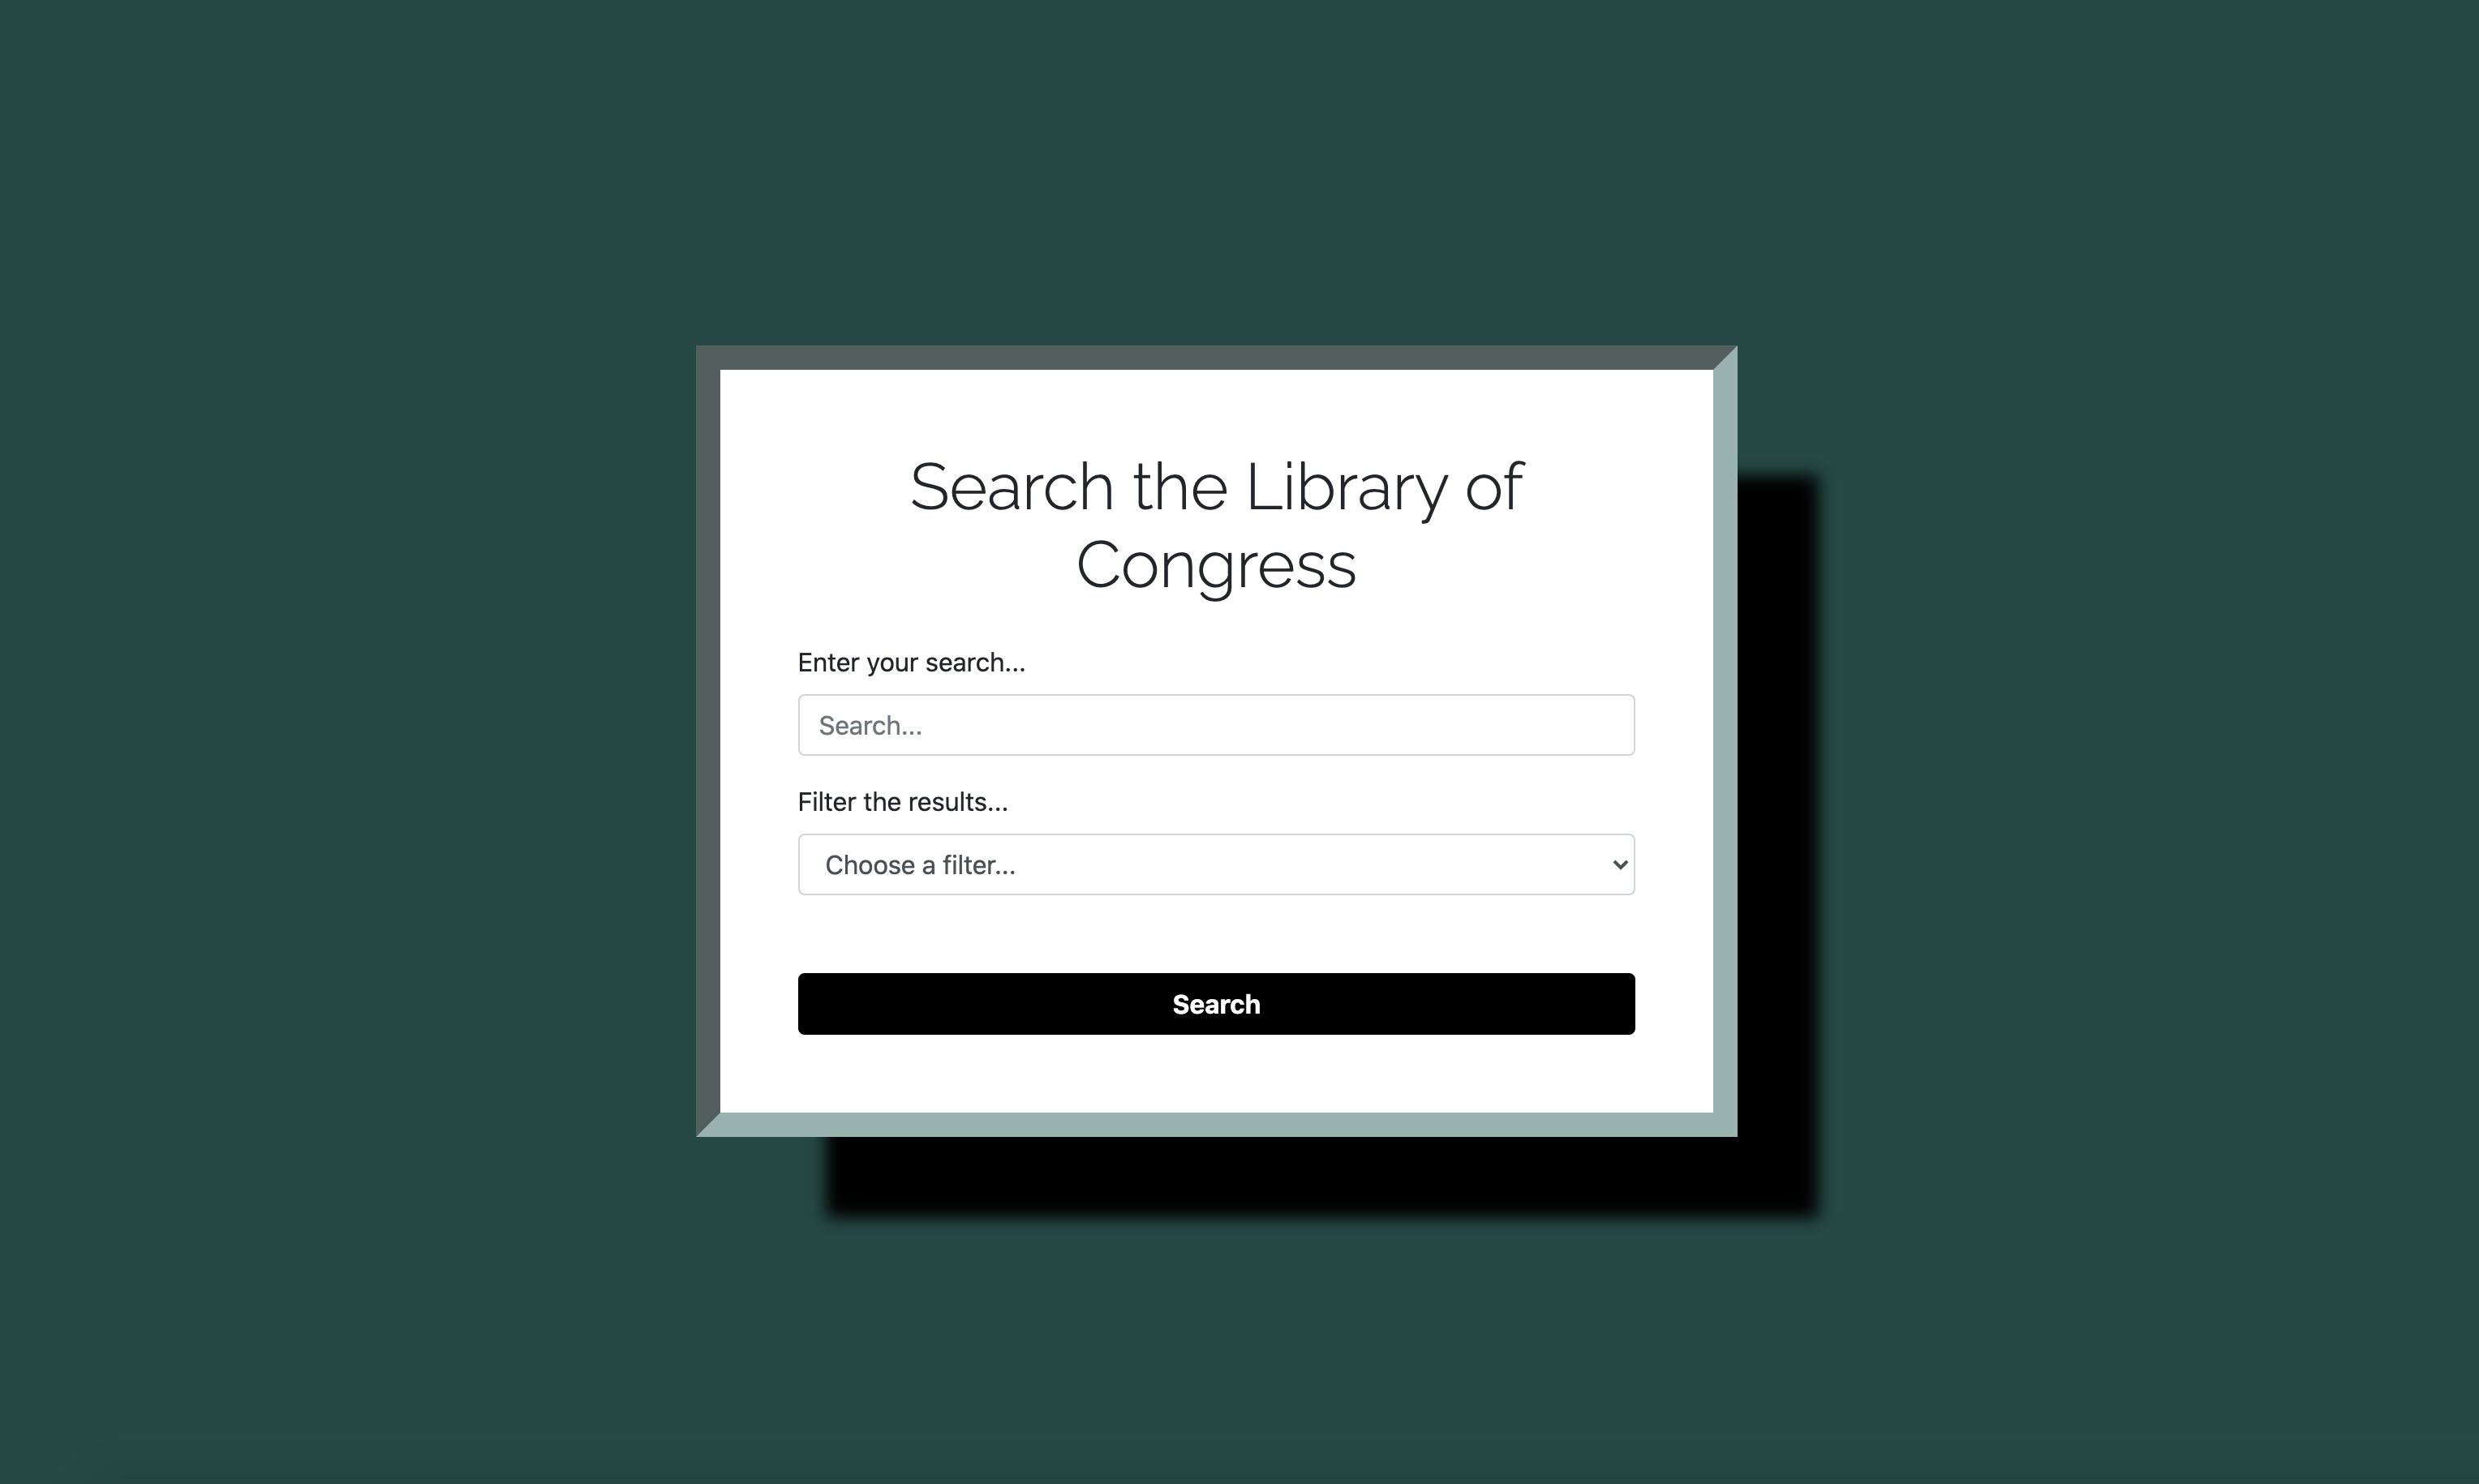 Search the Library of
Congress
Enter your search...
Search...
Filter the results...
Choose a filter...
Search